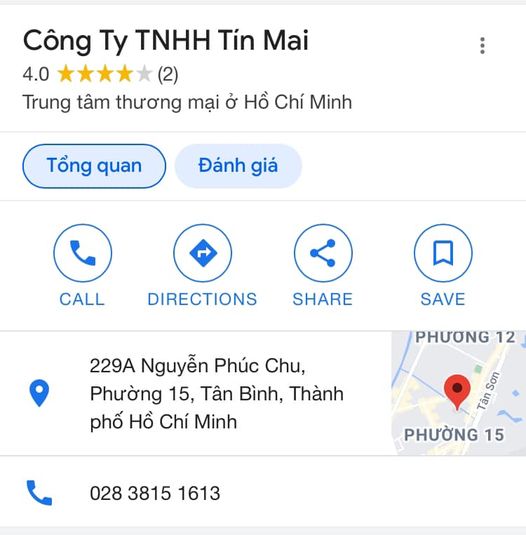 Công Ty TNHH Tín Mai
4.0 (2)
Trung tâm thương mại ở Hồ Chí Minh
Tổng quan
Đánh giá
CALL
DIRECTIONS
SHARE
SAVE
229A Nguyễn Phúc Chu,
Phường 15, Tân Bình, Thành
phố Hồ Chí Minh
PHƯỜNG 12
Tân Sơn
PHƯỜNG 15
028 3815 1613